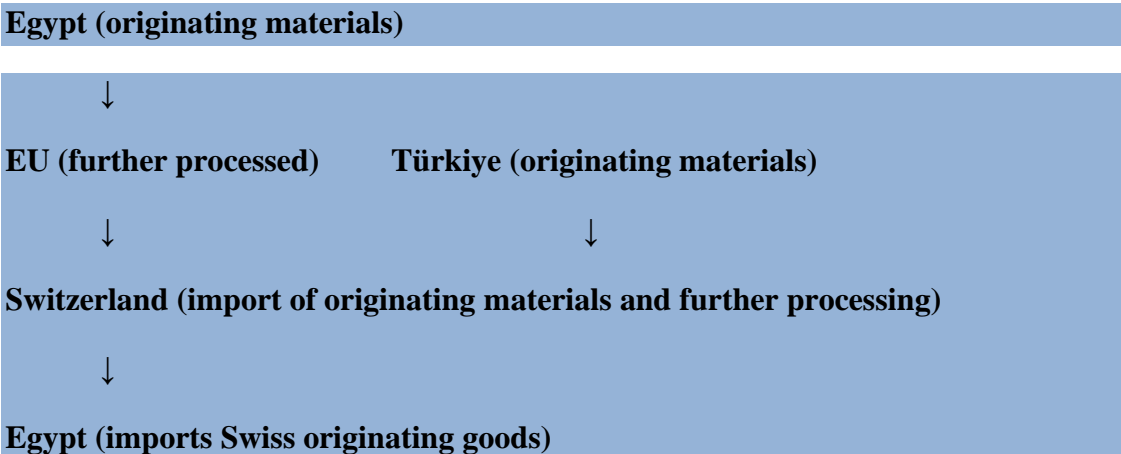 Egypt (originating materials)
↓
EU (further processed) Türkiye (originating materials)
↓ ↓
Switzerland (import of originating materials and further processing)
↓
Egypt (imports Swiss originating goods)